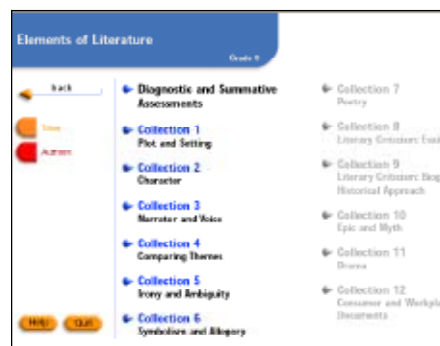 Elements of Literature
Grade 9
back
Titles
Authors
Help
Quit
Diagnostic and Summative
Assessments
Collection 1
Plot and Setting
Collection 2
Character
Collection 3
Narrator and Voice
Collection 4
Comparing Themes
Collection 5
Irony and Ambiguity
Collection 6
Symbolism and Allegory
Collection 7
Poetry
Collection 8
Literary Criticism:
Collection 9
Literary Criticism:
Historical Approach
Collection 10
Epic and Myth
Collection 11
Drama
Collection 12
Consumer and
Documents